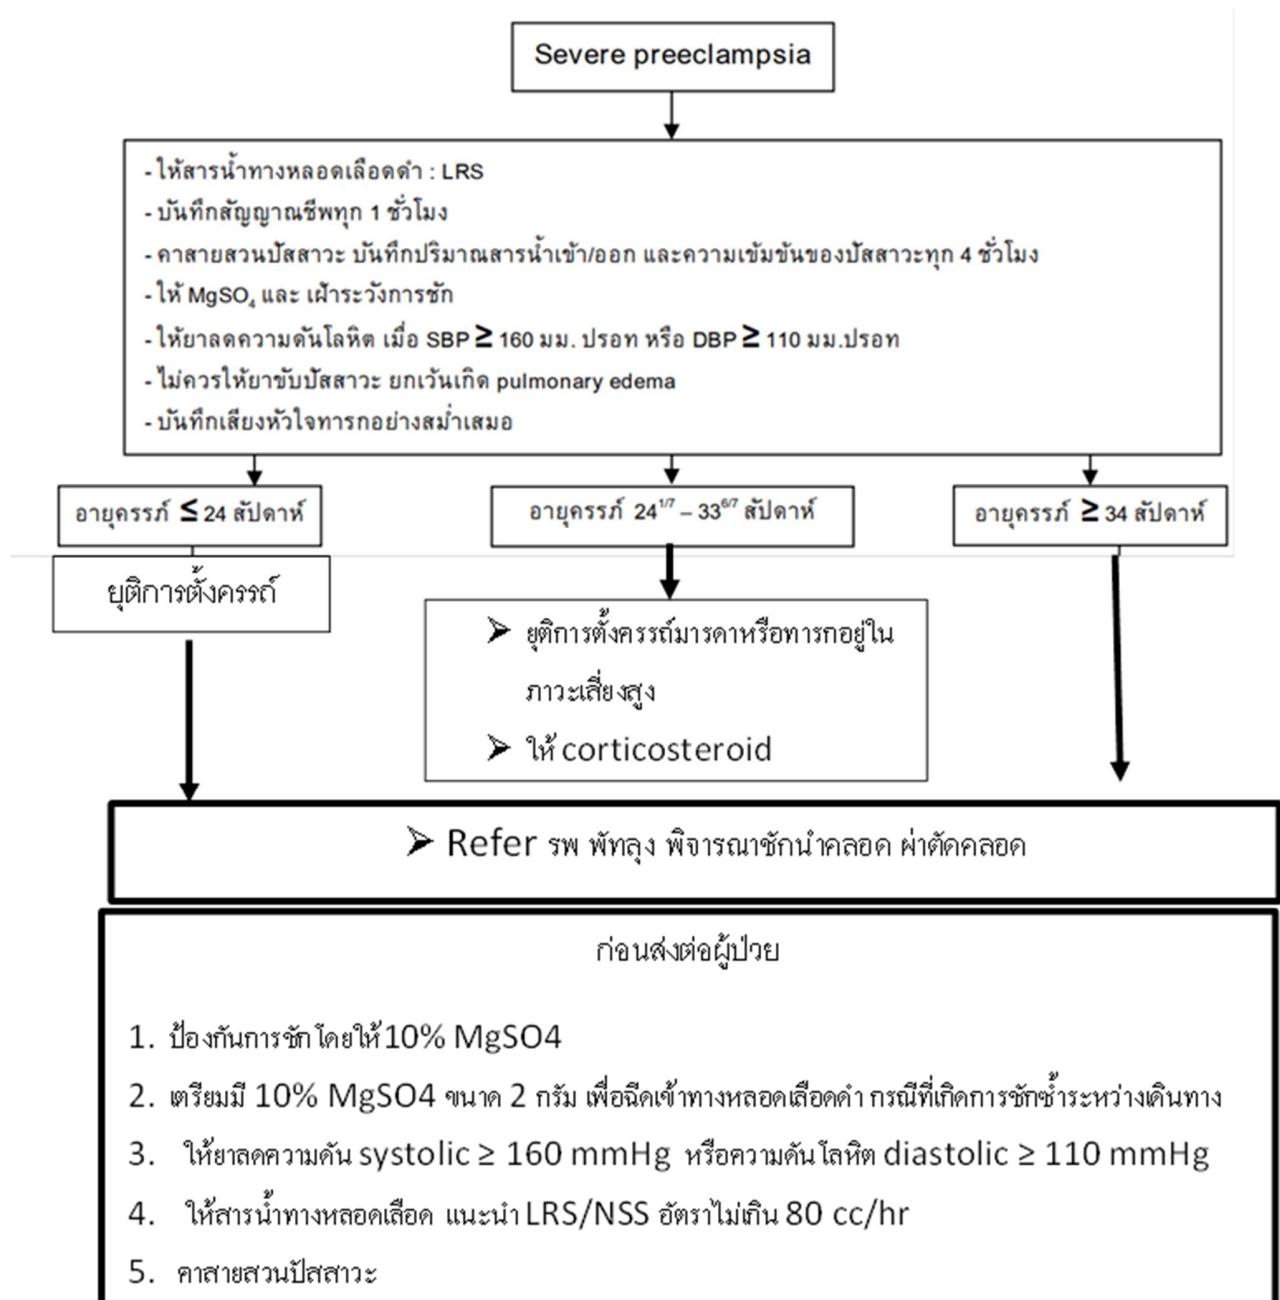 Severe preeclampsia
- ให้สารน้ำทางหลอดเลือดดำ : LRS
- บันทึกสัญญาณชีพทุก 1 ชั่วโมง
- คาสายสวนปัสสาวะ บันทึกปริมาณสารน้ำเข้า/ออก และความเข้มข้นของปัสสาวะทุก 4 ชั่วโมง
- ให้ MgSO₄ และ เฝ้าระวังการชัก
- ให้ยาลดความดันโลหิต เมื่อ SBP ≥ 160 มม. ปรอท หรือ DBP ≥ 110 มม.ปรอท
- ไม่ควรให้ยาขับปัสสาวะ ยกเว้นเกิด pulmonary edema
- บันทึกเสียงหัวใจทารกอย่างสม่ำเสมอ
อายุครรภ์ ≤ 24 สัปดาห์
อายุครรภ์ 24¹ᐟ⁷ – 33⁶ᐟ⁷ สัปดาห์
อายุครรภ์ ≥ 34 สัปดาห์
ยุติการตั้งครรถ์
➢ ยุติการตั้งครรถ์มารดาหรือทารกอยู่ใน
ภาวะเสี่ยงสูง
➢ ให้ corticosteroid
➢ Refer รพ พัทลุง พิจารณาชักนำคลอด ผ่าตัดคลอด
ก่อนส่งต่อผู้ป่วย
1. ป้องกันการชักโดยให้ 10% MgSO4
2. เตรียมมี 10% MgSO4 ขนาด 2 กรัม เพื่อฉีดเข้าทางหลอดเลือดดำ กรณีที่เกิดการชักซ้ำระหว่างเดินทาง
3. ให้ยาลดความดัน systolic ≥ 160 mmHg หรือความดันโลหิต diastolic ≥ 110 mmHg
4. ให้สารน้ำทางหลอดเลือด แนะนำ LRS/NSS อัตราไม่เกิน 80 cc/hr
5. คาสายสวนปัสสาวะ